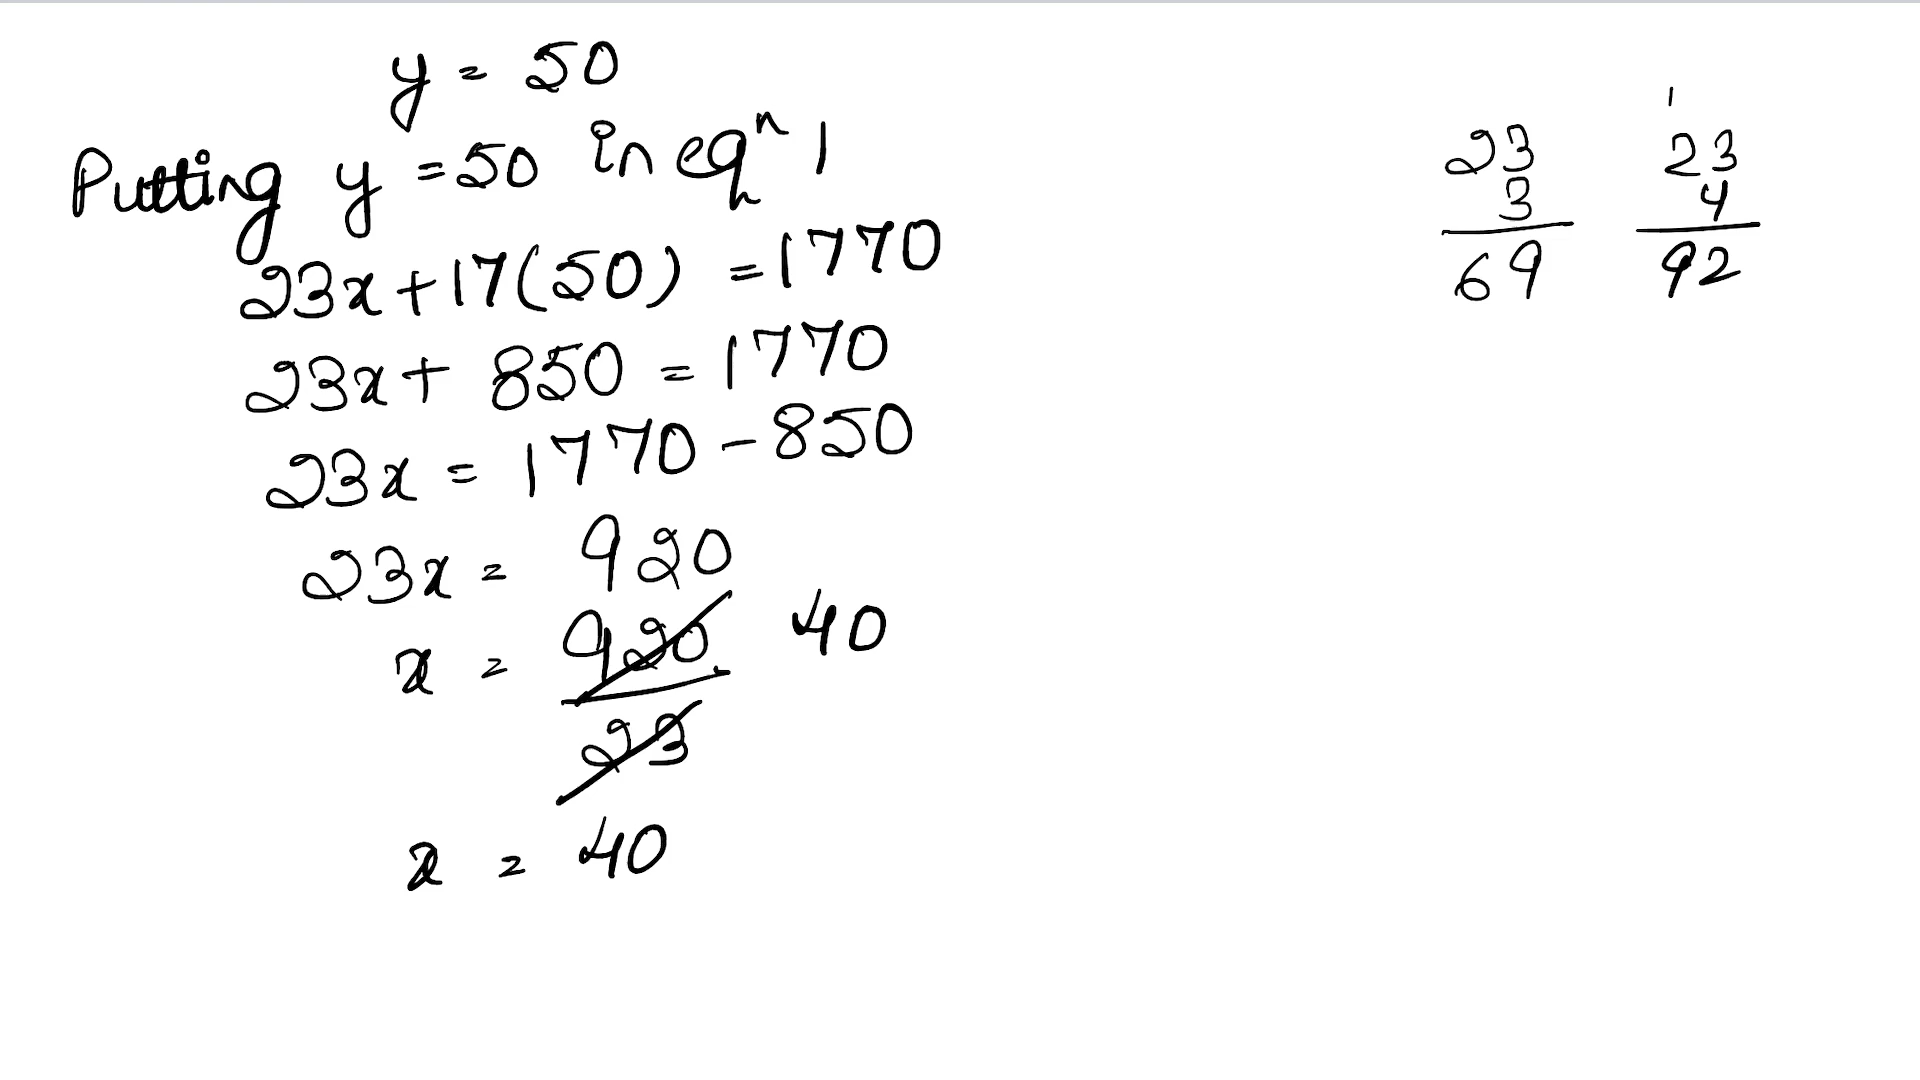 y = 50
Putting y = 50 in eqⁿ 1
23x + 17(50) = 1770
23x + 850 = 1770
23x = 1770 - 850
23x = 920
x = 920 40
23
x = 40
23
3
69
1
23
4
92